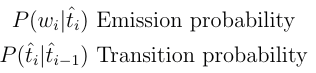 P(w_i|\hat{t}_i) Emission probability
P(\hat{t}_i|\hat{t}_{i-1}) Transition probability